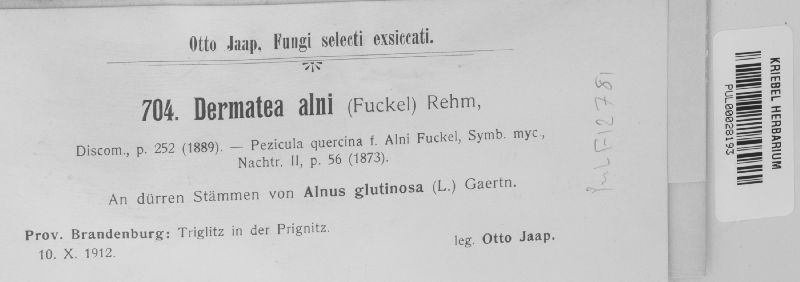 Otto Jaap, Fungi selecti exsiccati.
704. Dermatea alni (Fuckel) Rehm,
Discom., p. 252 (1889). — Pezicula quercina f. Alni Fuckel, Symb. myc.,
Nachtr. II, p. 56 (1873).
An dürren Stämmen von Alnus glutinosa (L.) Gaertn.
Prov. Brandenburg: Triglitz in der Prignitz.
10. X. 1912.
leg. Otto Jaap.
PULF12781
PUL00028193
KRIEBEL HERBARIUM